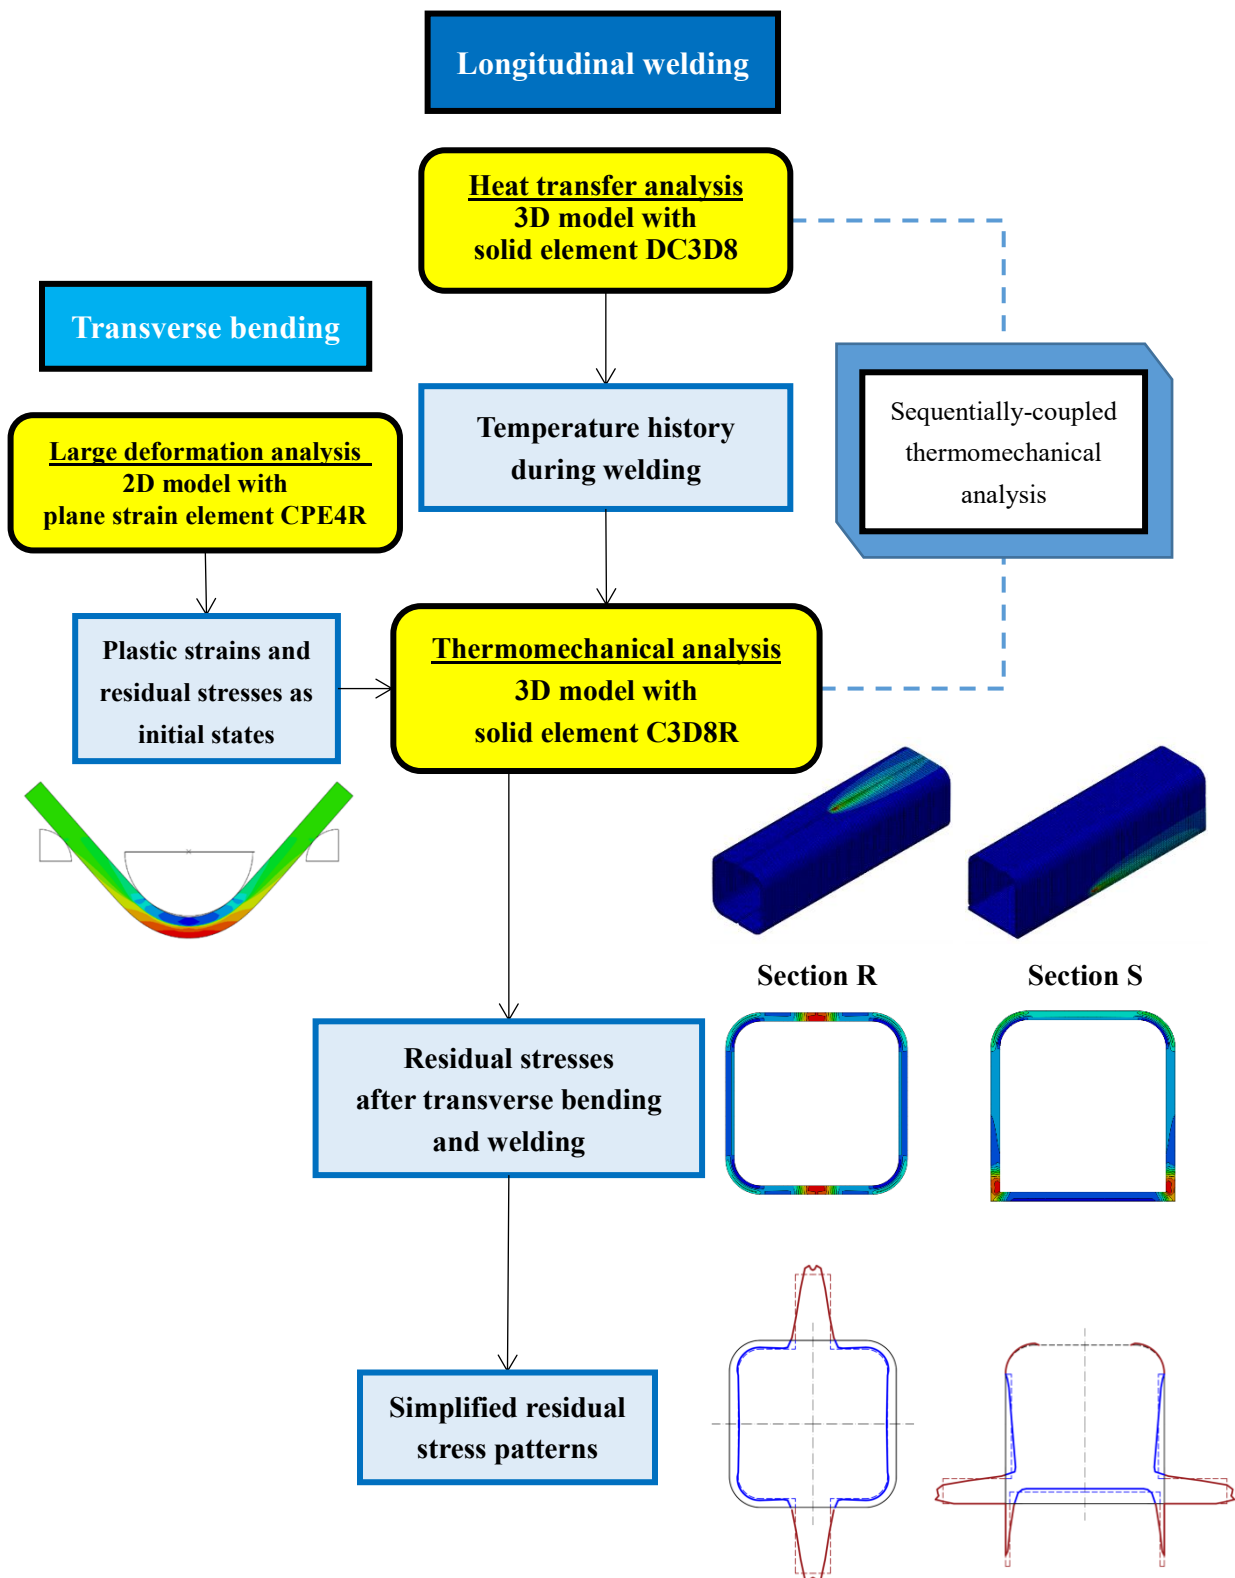 Longitudinal welding
Heat transfer analysis
3D model with
solid element DC3D8
Transverse bending
Temperature history
during welding
Sequentially-coupled
thermomechanical
analysis
Large deformation analysis
2D model with
plane strain element CPE4R
Plastic strains and
residual stresses as
initial states
Thermomechanical analysis
3D model with
solid element C3D8R
Section R
Section S
Residual stresses
after transverse bending
and welding
Simplified residual
stress patterns